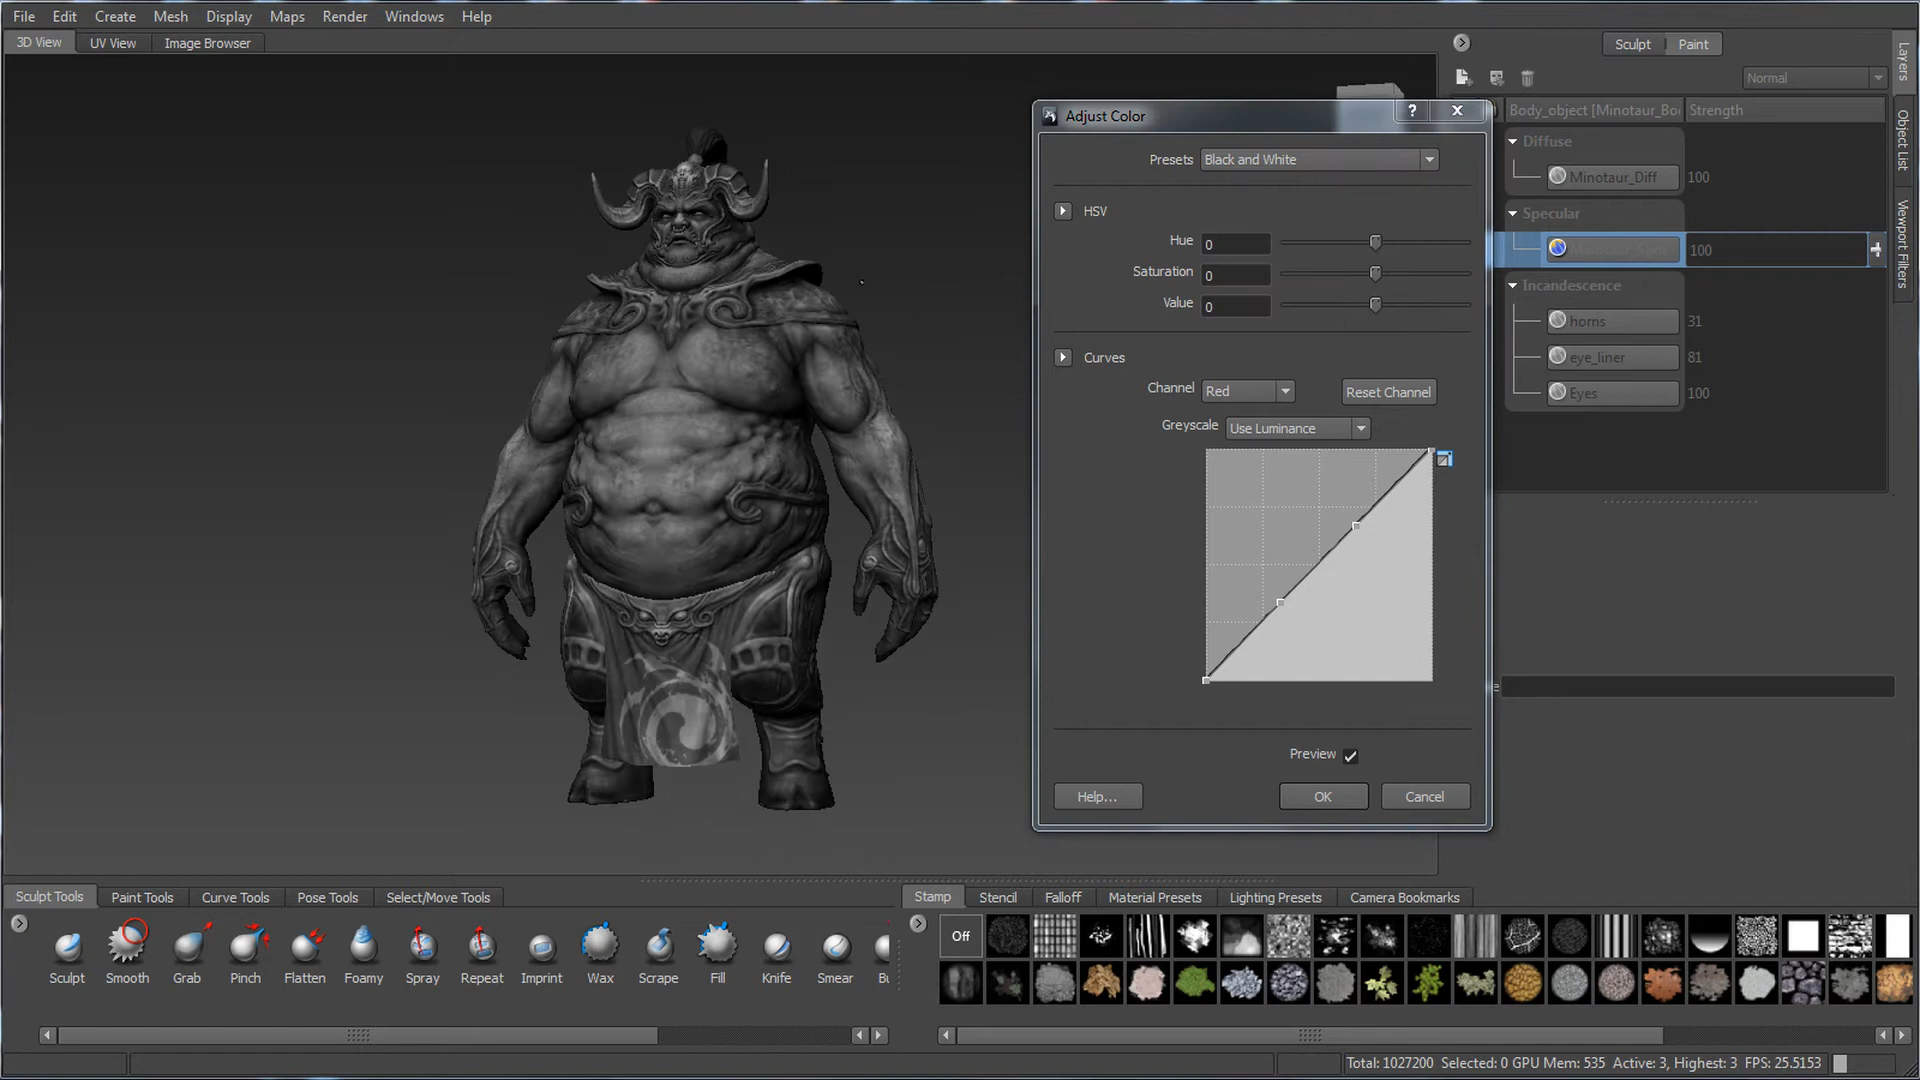 File Edit Create Mesh Display Maps Render Windows Help
3D View UV View Image Browser
Sculpt Paint
Normal
Layers
Object List
Viewport Filters
Adjust Color
?
Presets Black and White
HSV
Hue 0
Saturation 0
Value 0
Curves
Channel Red Reset Channel
Greyscale Use Luminance
Preview
Help... OK Cancel
Body_object [Minotaur_Bo Strength
Diffuse
Minotaur_Diff 100
Specular
100
Incandescence
horns 31
eye_liner 81
Eyes 100
Sculpt Tools Paint Tools Curve Tools Pose Tools Select/Move Tools
Sculpt Smooth Grab Pinch Flatten Foamy Spray Repeat Imprint Wax Scrape Fill Knife Smear Bu
Stamp Stencil Falloff Material Presets Lighting Presets Camera Bookmarks
Off
Total: 1027200 Selected: 0 GPU Mem: 535 Active: 3, Highest: 3 FPS: 25.5153